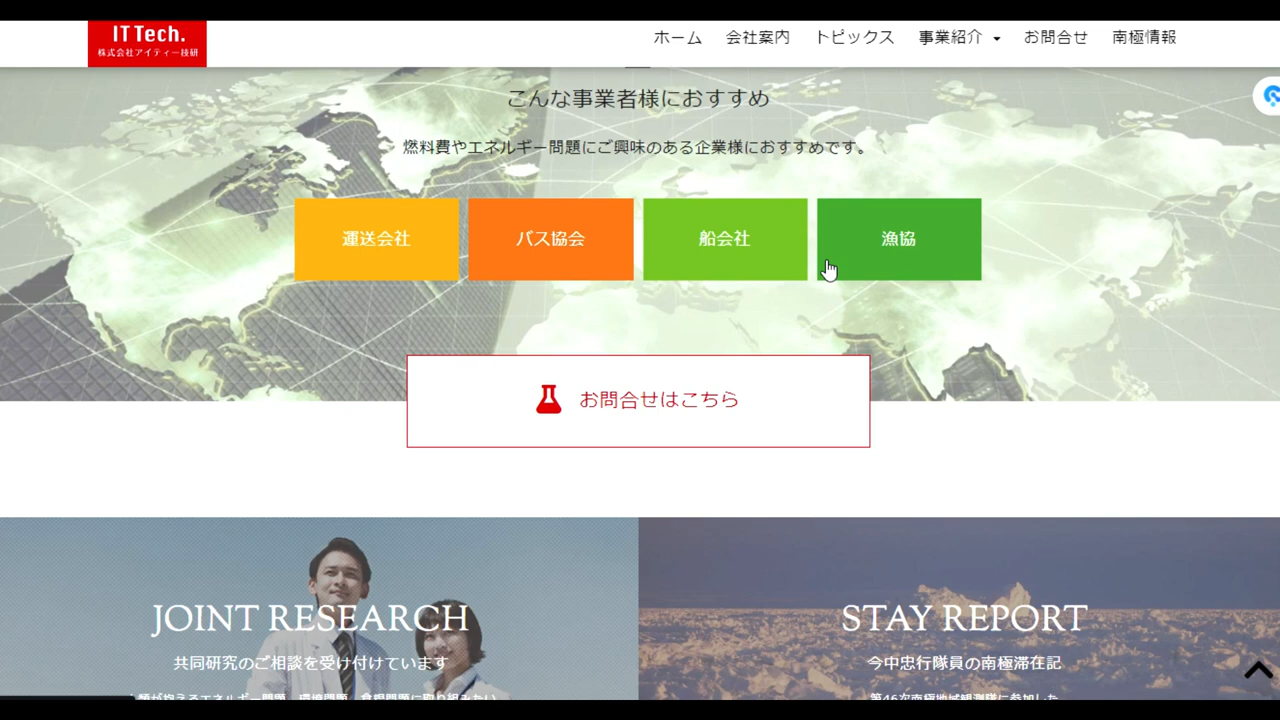 IT Tech.
株式会社アイティー技研
ホーム 会社案内 トピックス 事業紹介 お問合せ 南極情報
こんな事業者様におすすめ
燃料費やエネルギー問題にご興味のある企業様におすすめです。
運送会社 バス協会 船会社 漁協
お問合せはこちら
JOINT RESEARCH
共同研究のご相談を受け付けています
STAY REPORT
今中忠行隊員の南極滞在記